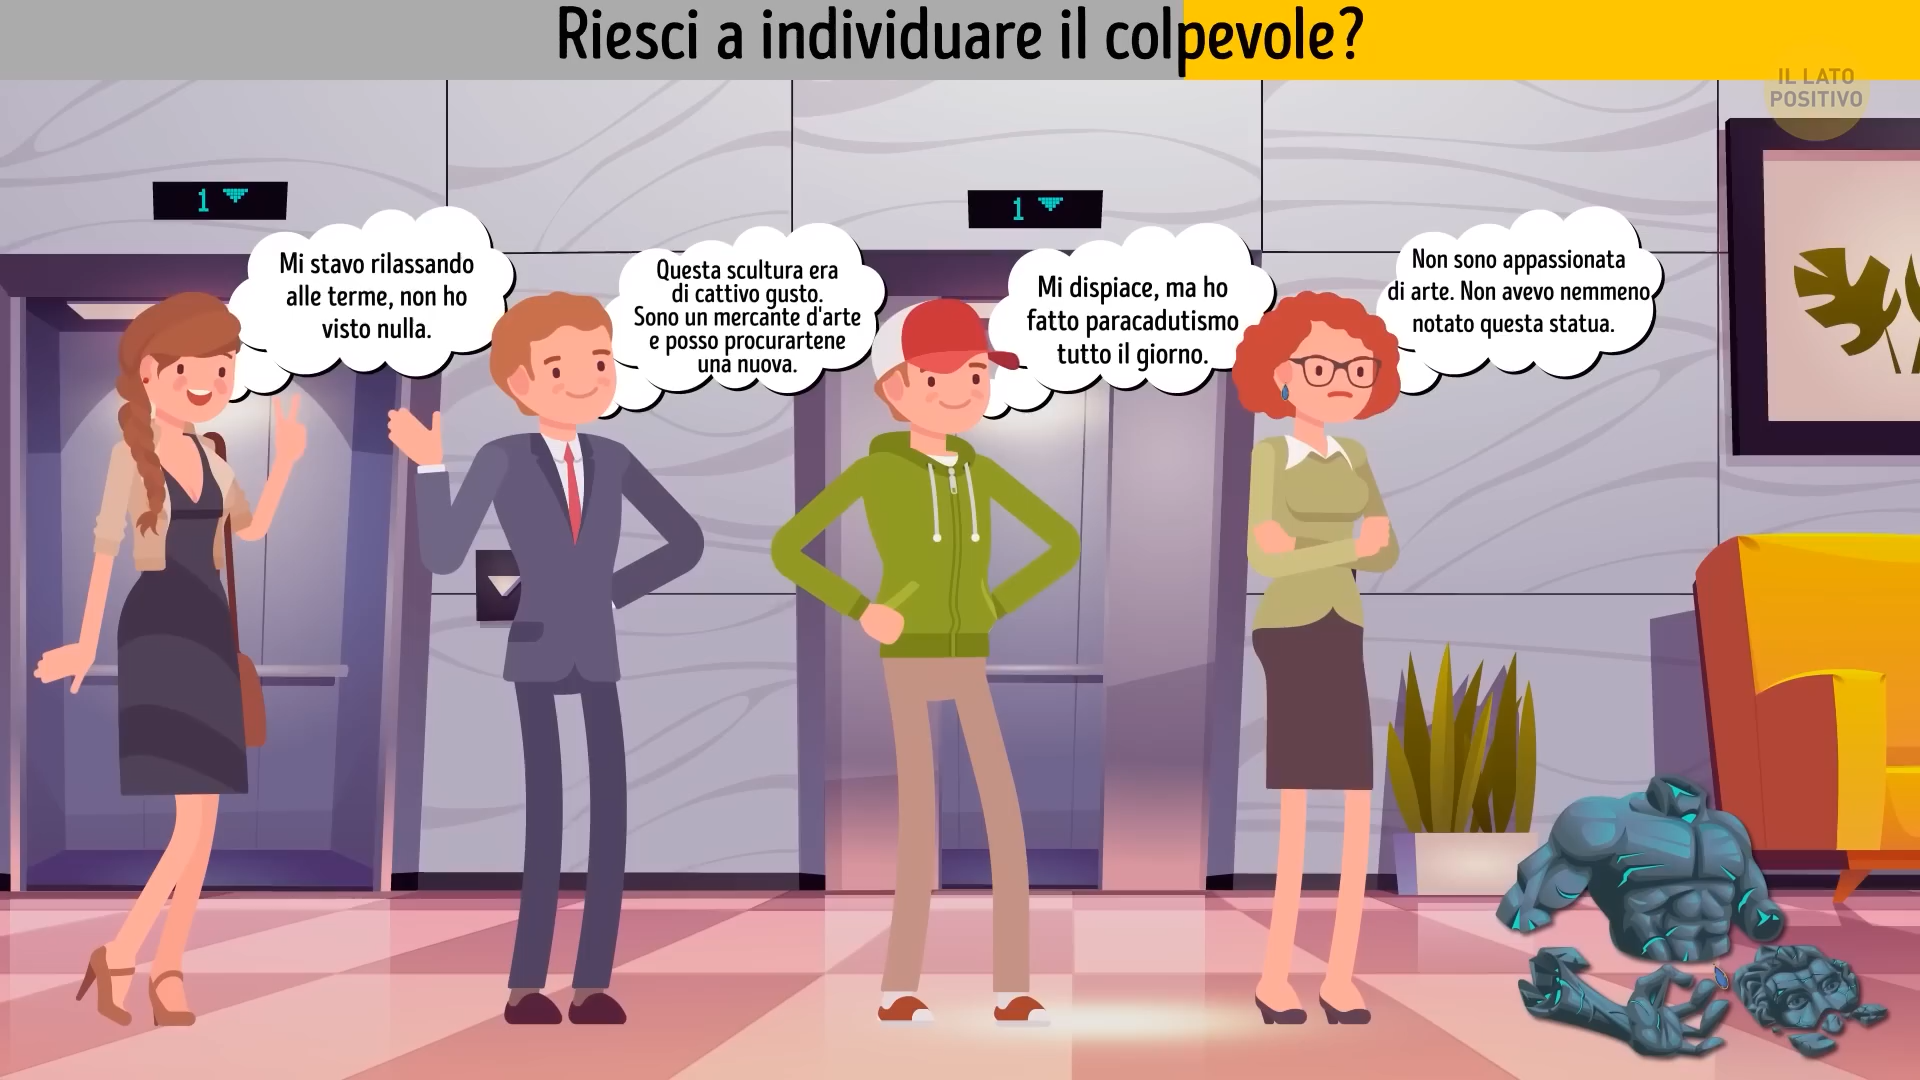 Riesci a individuare il colpevole?
IL LATO
POSITIVO
1
1
Mi stavo rilassando
alle terme, non ho
visto nulla.
Questa scultura era
di cattivo gusto.
Sono un mercante d'arte
e posso procurartene
una nuova.
Mi dispiace, ma ho
fatto paracadutismo
tutto il giorno.
Non sono appassionata
di arte. Non avevo nemmeno
notato questa statua.